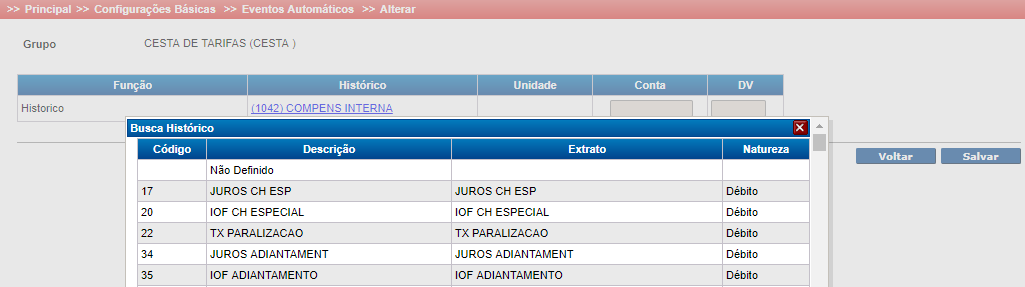 >> Principal >> Configurações Básicas >> Eventos Automáticos >> Alterar
Grupo CESTA DE TARIFAS (CESTA )
Função Histórico Unidade Conta DV
Historico (1042) COMPENS INTERNA
Busca Histórico
Código Descrição Extrato Natureza
Voltar Salvar
Não Definido
17 JUROS CH ESP JUROS CH ESP Débito
20 IOF CH ESPECIAL IOF CH ESPECIAL Débito
22 TX PARALIZACAO TX PARALIZACAO Débito
34 JUROS ADIANTAMENT JUROS ADIANTAMENT Débito
35 IOF ADIANTAMENTO IOF ADIANTAMENTO Débito